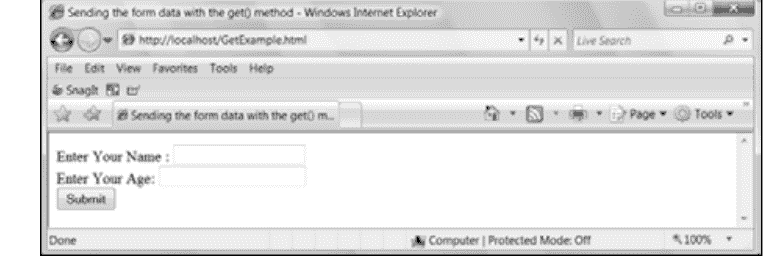 Sending the form data with the get() method - Windows Internet Explorer
http://localhost/GetExample.html
Live Search
File Edit View Favorites Tools Help
SnagIt
Sending the form data with the get() m...
Page Tools
Enter Your Name :
Enter Your Age:
Submit
Done
Computer | Protected Mode: Off
100%